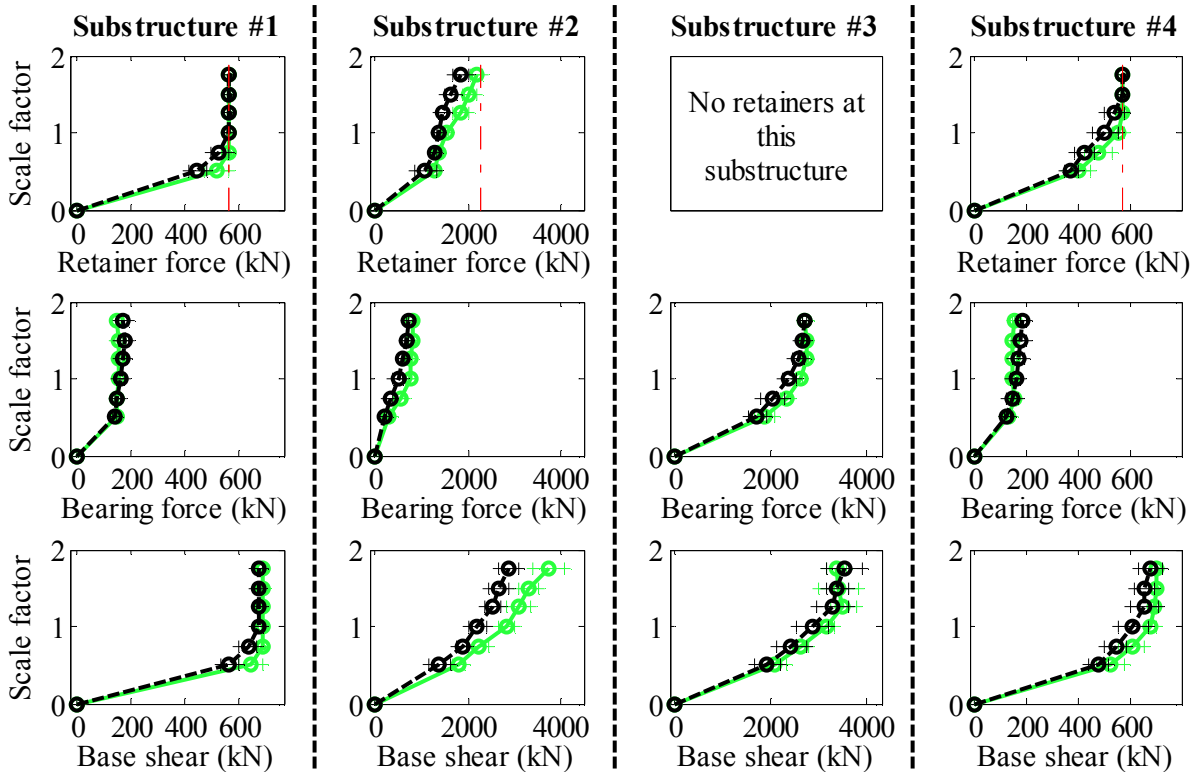 Substructure #1 Substructure #2 Substructure #3 Substructure #4
Scale factor
2
1
0
0 200 400 600
Retainer force (kN)
2
1
0
0 2000 4000
Retainer force (kN)
No retainers at
this
substructure
2
1
0
0 200 400 600
Retainer force (kN)
Scale factor
2
1
0
0 200 400 600
Bearing force (kN)
2
1
0
0 2000 4000
Bearing force (kN)
2
1
0
0 2000 4000
Bearing force (kN)
2
1
0
0 200 400 600
Bearing force (kN)
Scale factor
2
1
0
0 200 400 600
Base shear (kN)
2
1
0
0 1000 2000 3000 4000
Base shear (kN)
2
1
0
0 2000 4000
Base shear (kN)
2
1
0
0 200 400 600
Base shear (kN)